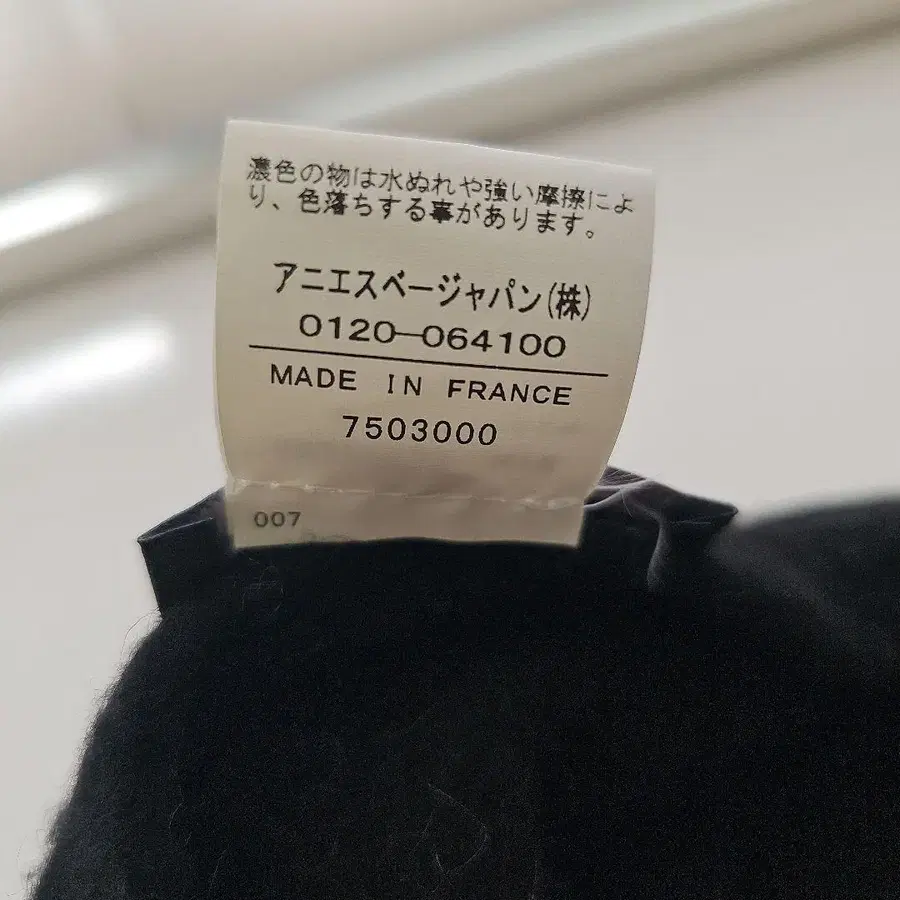 濃色の物は水ぬれや強い摩擦によ
り、色落ちする事があります。
アニエスベージャパン(株)
0120-064100
MADE IN FRANCE
7503000
007